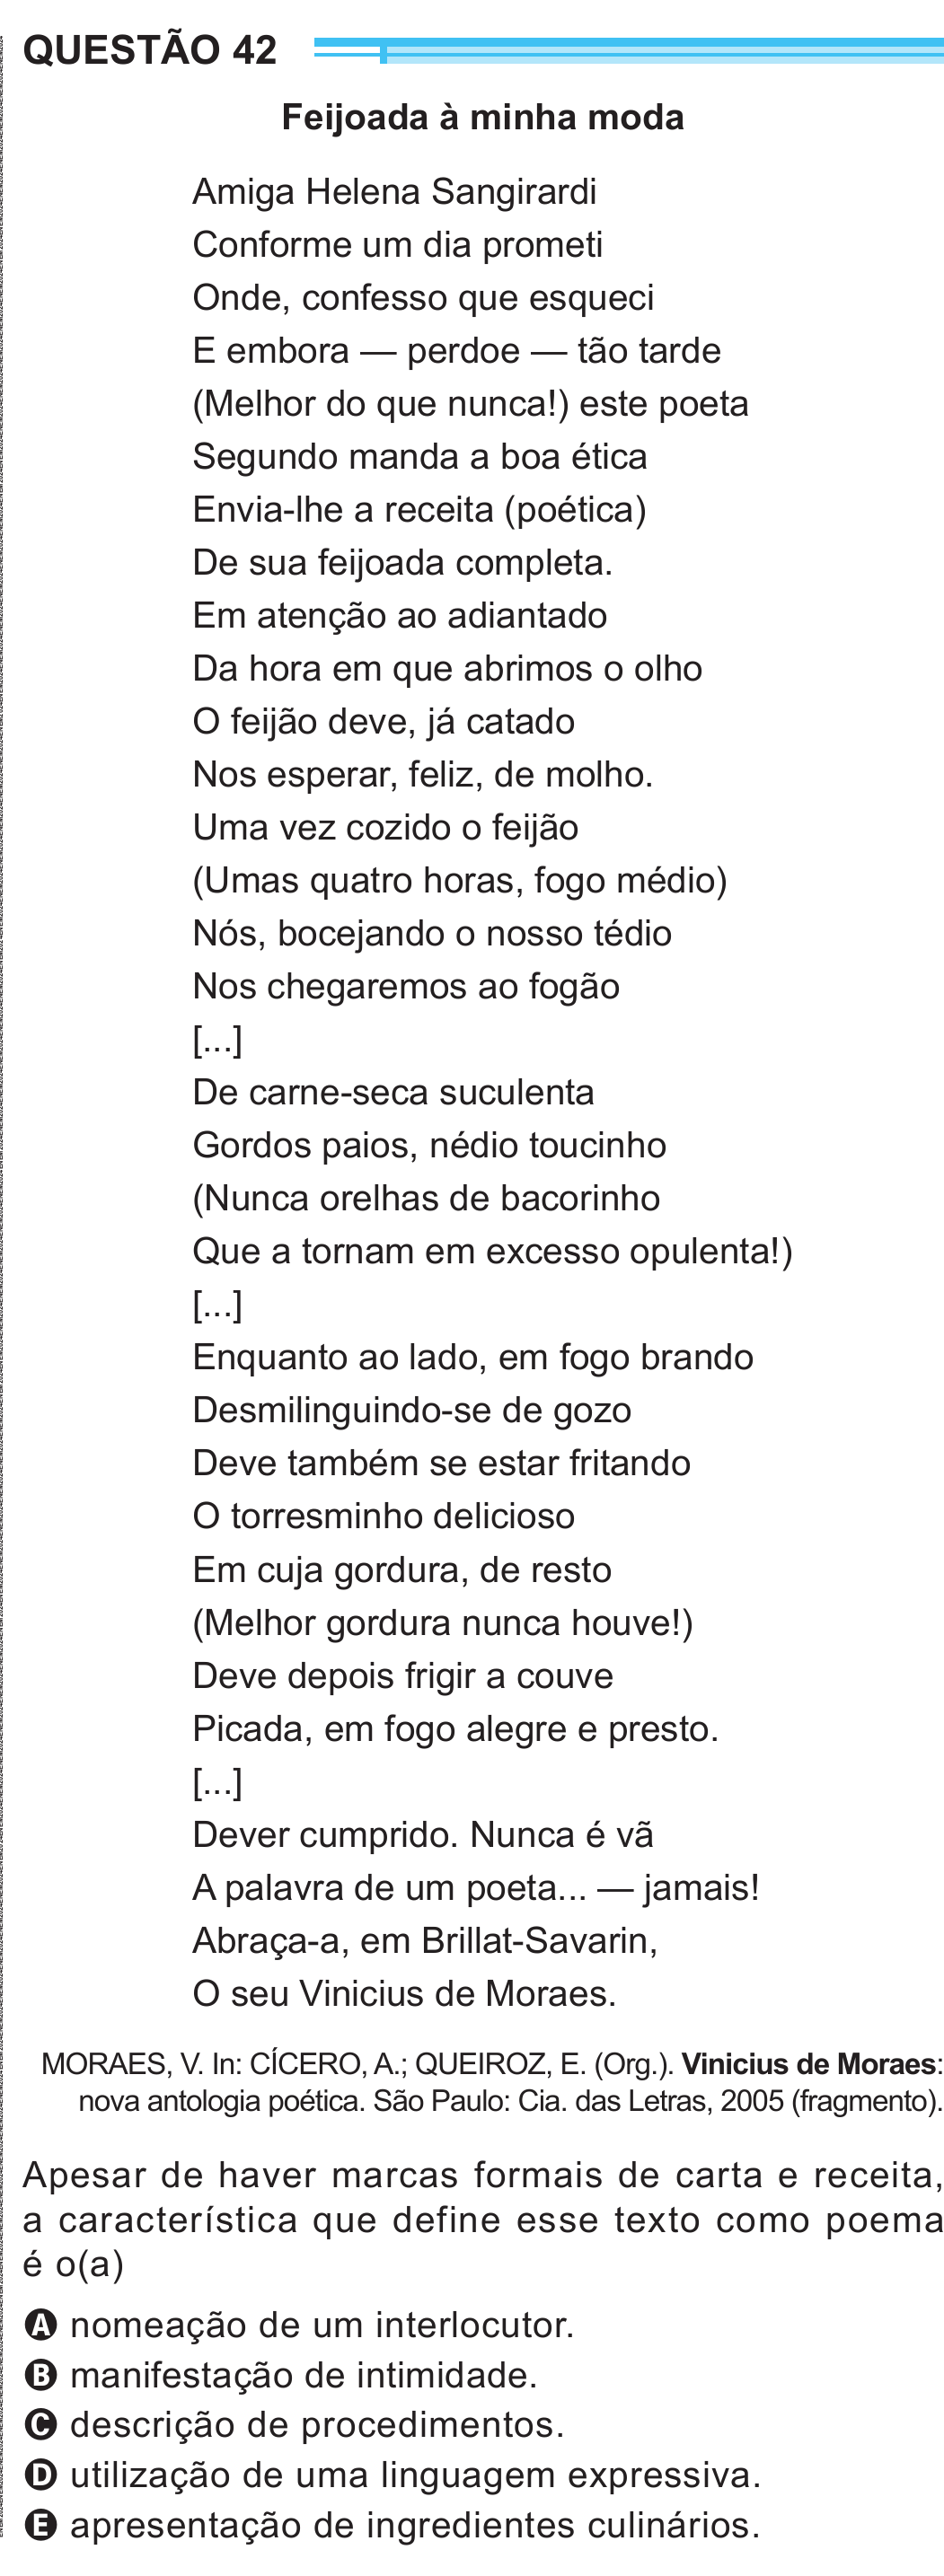 QUESTÃO 42
Feijoada à minha moda
Amiga Helena Sangirardi
Conforme um dia prometi
Onde, confesso que esqueci
E embora — perdoe — tão tarde
(Melhor do que nunca!) este poeta
Segundo manda a boa ética
Envia-lhe a receita (poética)
De sua feijoada completa.
Em atenção ao adiantado
Da hora em que abrimos o olho
O feijão deve, já catado
Nos esperar, feliz, de molho.
Uma vez cozido o feijão
(Umas quatro horas, fogo médio)
Nós, bocejando o nosso tédio
Nos chegaremos ao fogão
[...]
De carne-seca suculenta
Gordos paios, nédio toucinho
(Nunca orelhas de bacorinho
Que a tornam em excesso opulenta!)
[...]
Enquanto ao lado, em fogo brando
Desmilinguindo-se de gozo
Deve também se estar fritando
O torresminho delicioso
Em cuja gordura, de resto
(Melhor gordura nunca houve!)
Deve depois frigir a couve
Picada, em fogo alegre e presto.
[...]
Dever cumprido. Nunca é vã
A palavra de um poeta... — jamais!
Abraça-a, em Brillat-Savarin,
O seu Vinicius de Moraes.
MORAES, V. In: CÍCERO, A.; QUEIROZ, E. (Org.). Vinicius de Moraes:
nova antologia poética. São Paulo: Cia. das Letras, 2005 (fragmento).
Apesar de haver marcas formais de carta e receita,
a característica que define esse texto como poema
é o(a)
A nomeação de um interlocutor.
B manifestação de intimidade.
C descrição de procedimentos.
D utilização de uma linguagem expressiva.
E apresentação de ingredientes culinários.